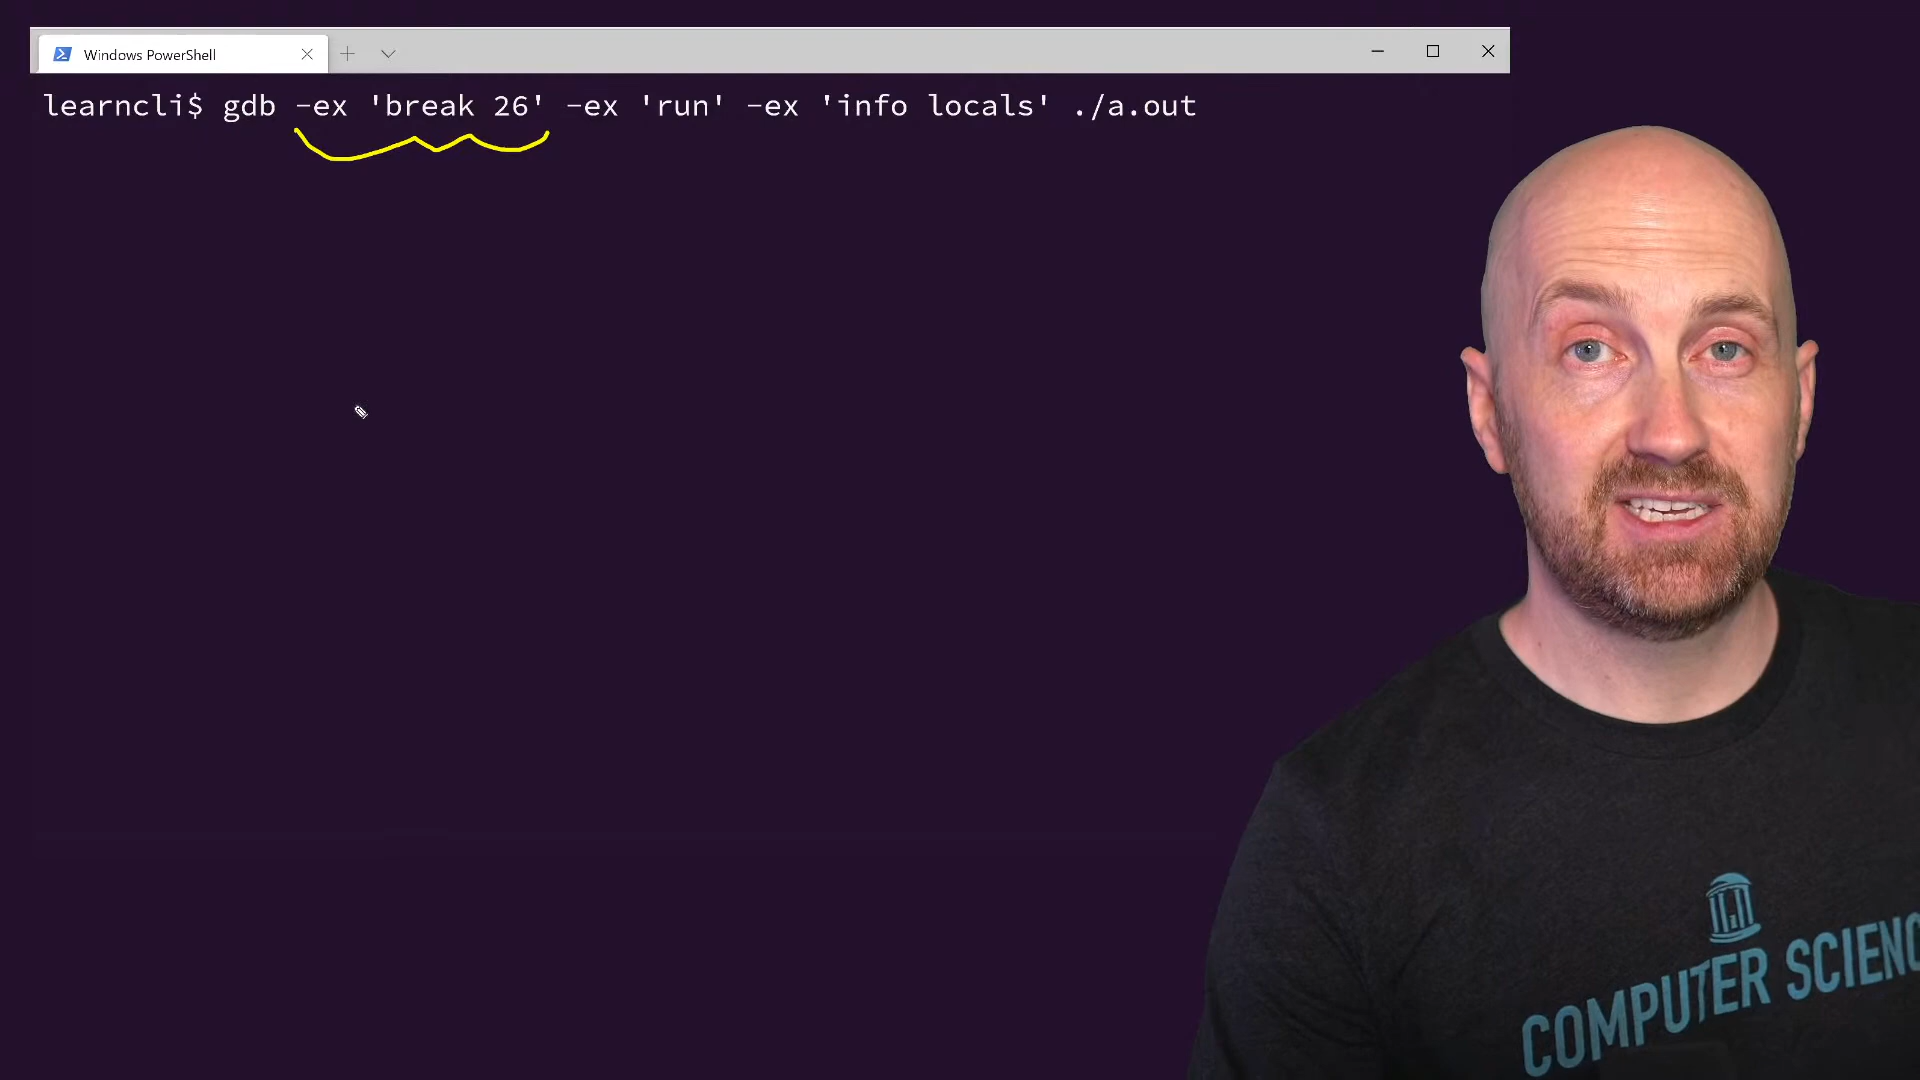 Windows PowerShell
learncli$ gdb -ex 'break 26' -ex 'run' -ex 'info locals' ./a.out
COMPUTER SCIENC